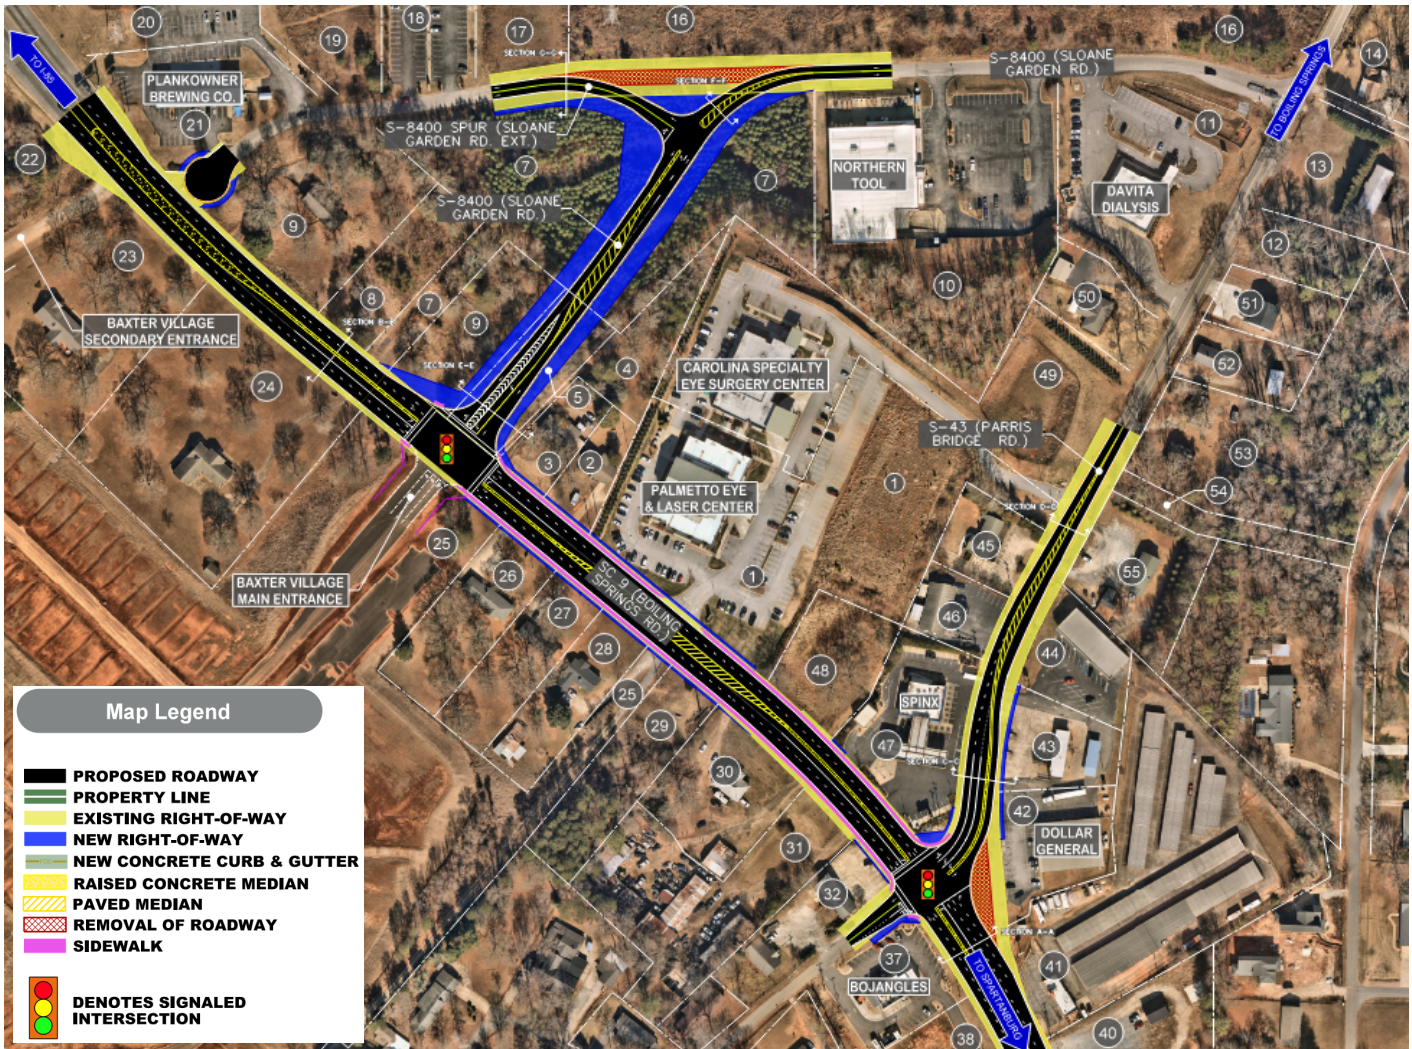 20
18
17
16
16
14
19
TO I-85
SECTION G-G
PLANKOWNER
BREWING CO.
SECTION F-F
S-8400 (SLOANE
GARDEN RD.)
TO BOILING SPRINGS
21
S-8400 SPUR (SLOANE
GARDEN RD. EXT.)
11
22
7
7
NORTHERN
TOOL
13
S-8400 (SLOANE
GARDEN RD.)
DAVITA
DIALYSIS
9
23
12
8
7
9
10
50
51
SECTION B-B
BAXTER VILLAGE
SECONDARY ENTRANCE
SECTION E-E
4
CAROLINA SPECIALTY
EYE SURGERY CENTER
52
24
5
49
S-43 (PARRIS
BRIDGE RD.)
53
3
2
PALMETTO EYE
& LASER CENTER
1
54
SECTION D-D
25
45
26
1
55
BAXTER VILLAGE
MAIN ENTRANCE
SC 9 (BOILING
SPRINGS RD.)
27
46
28
44
48
25
SPINX
29
47
43
SECTION C-C
30
42
DOLLAR
GENERAL
31
32
SECTION A-A
37
41
BOJANGLES
TO SPARTANBURG
38
40
Map Legend
PROPOSED ROADWAY
PROPERTY LINE
EXISTING RIGHT-OF-WAY
NEW RIGHT-OF-WAY
NEW CONCRETE CURB & GUTTER
RAISED CONCRETE MEDIAN
PAVED MEDIAN
REMOVAL OF ROADWAY
SIDEWALK
DENOTES SIGNALED
INTERSECTION